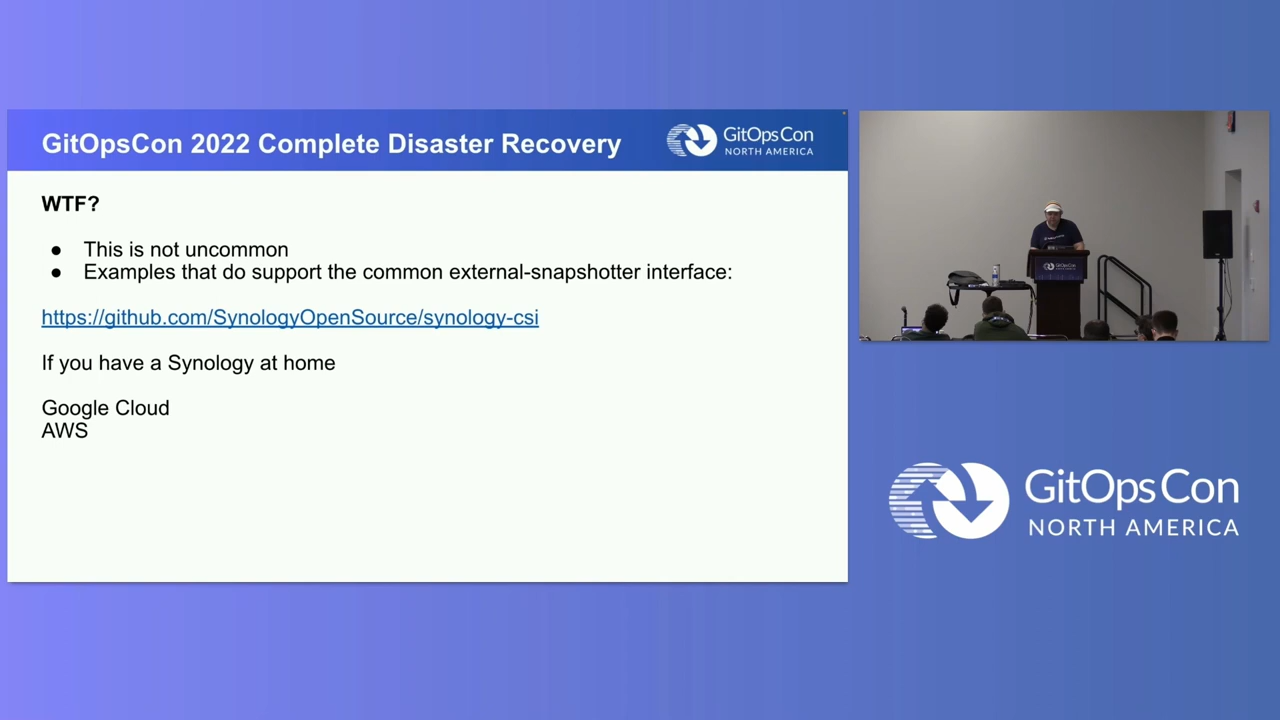 GitOpsCon 2022 Complete Disaster Recovery
GitOpsCon
NORTH AMERICA
WTF?
● This is not uncommon
● Examples that do support the common external-snapshotter interface:
https://github.com/SynologyOpenSource/synology-csi
If you have a Synology at home
Google Cloud
AWS
GitOpsCon
GitOpsCon
NORTH AMERICA